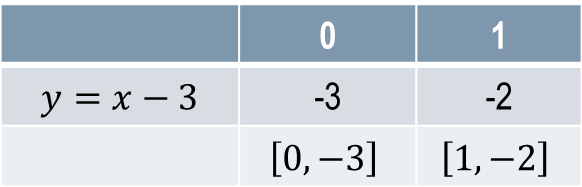 0 1
y = x − 3 -3 -2
[0, −3] [1, −2]